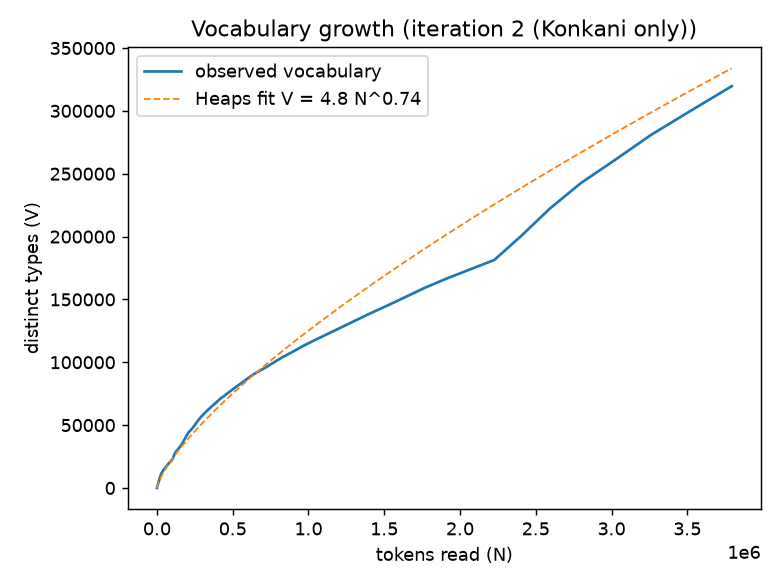 Vocabulary growth (iteration 2 (Konkani only))
observed vocabulary
Heaps fit V = 4.8 N^0.74
distinct types (V)
350000
300000
250000
200000
150000
100000
50000
0
0.0 0.5 1.0 1.5 2.0 2.5 3.0 3.5
1e6
tokens read (N)